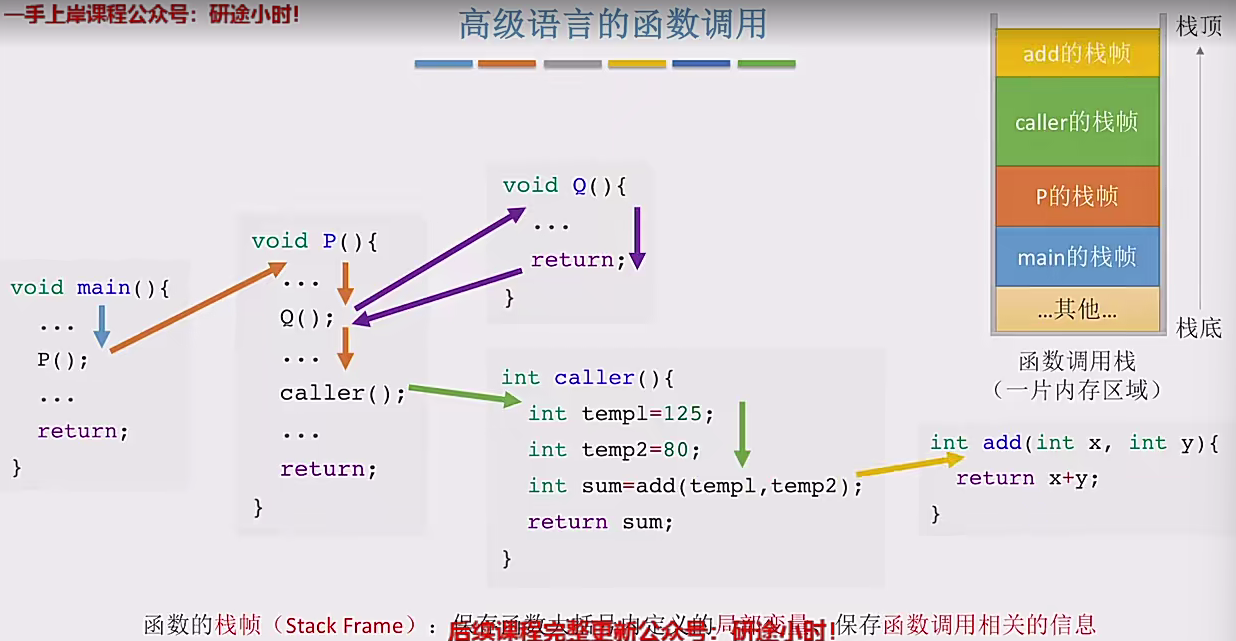 一手上岸课程公众号：研途小时！
高级语言的函数调用
栈顶
add的栈帧
caller的栈帧
P的栈帧
main的栈帧
...其他...
栈底
函数调用栈
（一片内存区域）
void main(){
...
P();
...
return;
}
void P(){
...
Q();
...
caller();
...
return;
}
void Q(){
...
return;
}
int caller(){
int temp1=125;
int temp2=80;
int sum=add(temp1,temp2);
return sum;
}
int add(int x, int y){
return x+y;
}
函数的栈帧（Stack Frame）：保存函数大括号内定义的局部变量、保存函数调用相关的信息
后续课程完整更新公众号：研途小时！